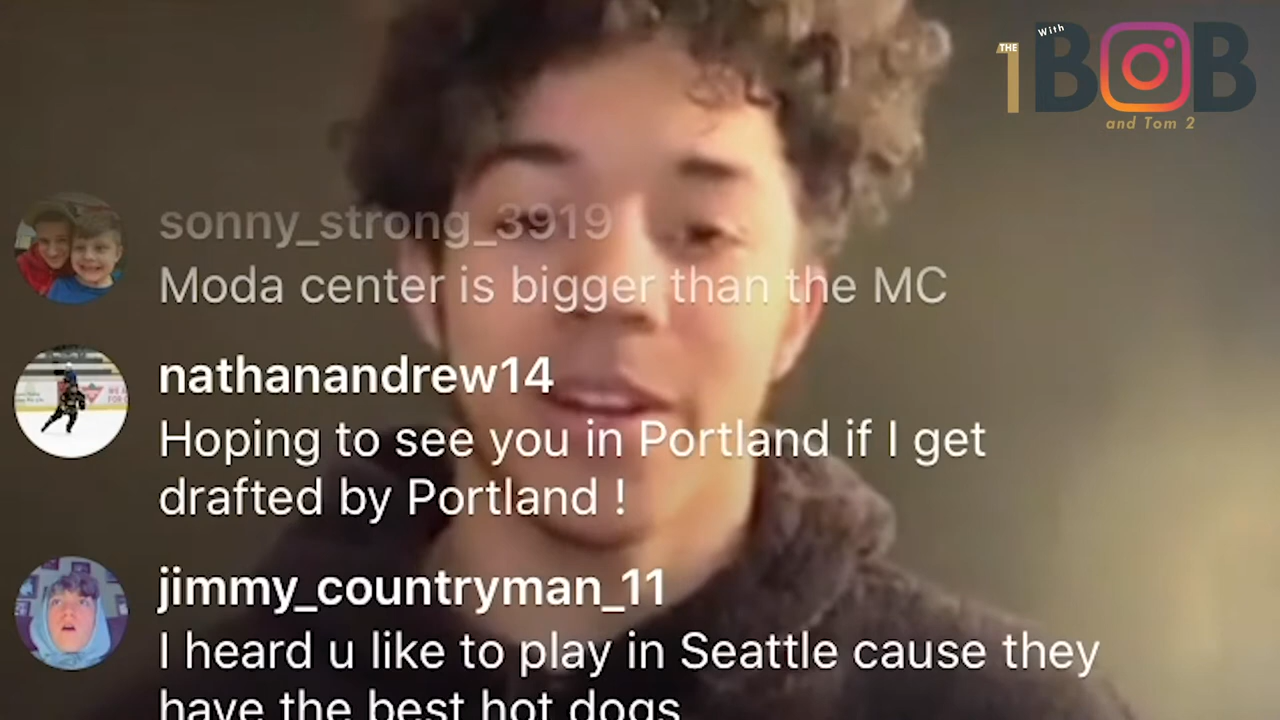 THE 1 With BOB
and Tom 2
sonny_strong_3919
Moda center is bigger than the MC
nathanandrew14
Hoping to see you in Portland if I get
drafted by Portland !
jimmy_countryman_11
I heard u like to play in Seattle cause they
have the best hot dogs